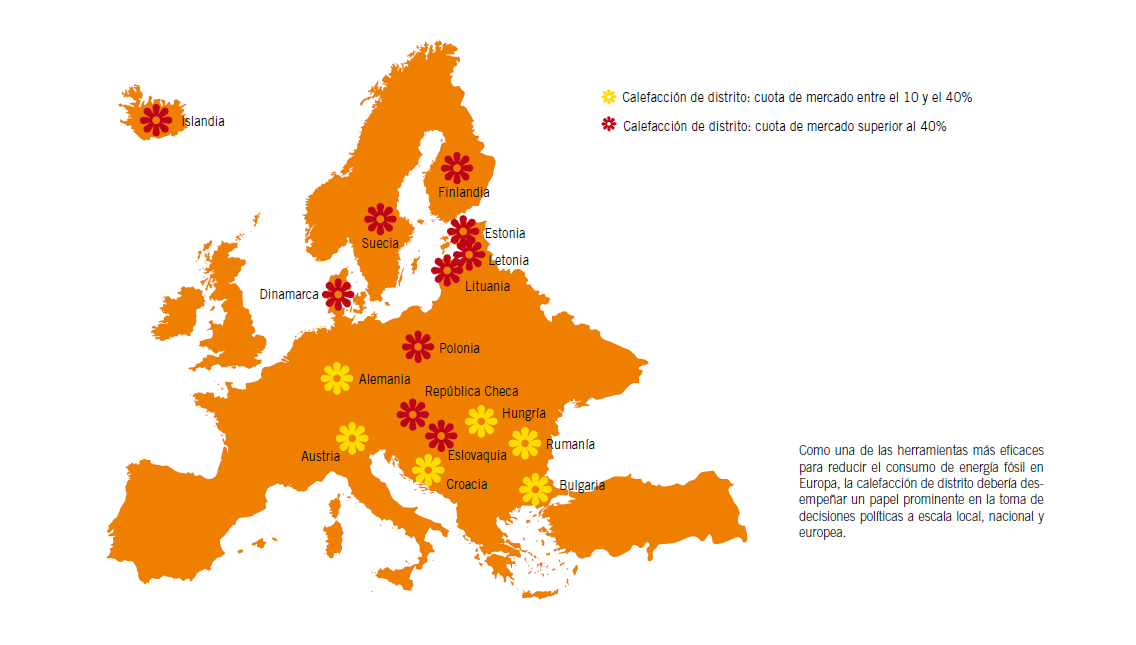 Calefacción de distrito: cuota de mercado entre el 10 y el 40%
Calefacción de distrito: cuota de mercado superior al 40%
Islandia
Finlandia
Suecia
Estonia
Letonia
Lituania
Dinamarca
Polonia
Alemania
República Checa
Hungría
Rumanía
Austria
Eslovaquia
Croacia
Bulgaria
Como una de las herramientas más eficaces
para reducir el consumo de energía fósil en
Europa, la calefacción de distrito debería des-
empeñar un papel prominente en la toma de
decisiones políticas a escala local, nacional y
europea.